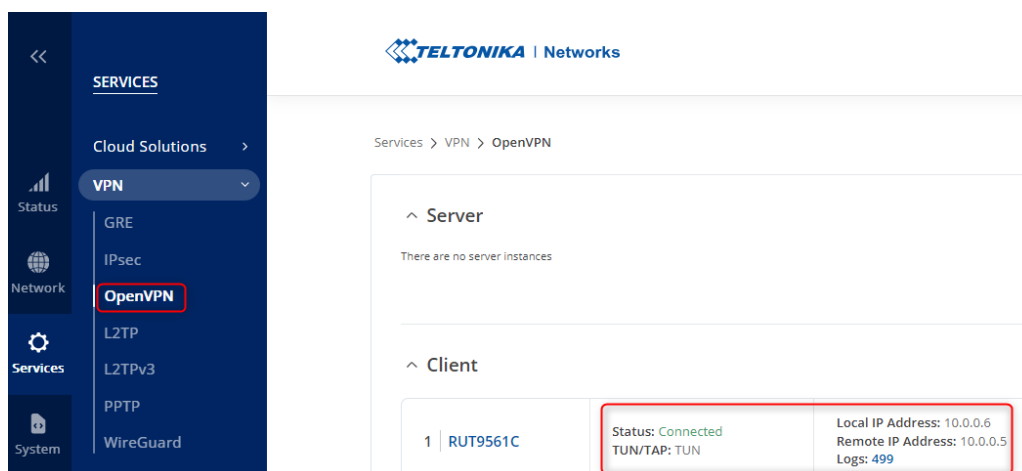 TELTONIKA | Networks
SERVICES
Cloud Solutions
VPN
GRE
IPsec
OpenVPN
L2TP
L2TPv3
PPTP
WireGuard
Status
Network
Services
System
Services > VPN > OpenVPN
Server
There are no server instances
Client
1 RUT9561C
Status: Connected
TUN/TAP: TUN
Local IP Address: 10.0.0.6
Remote IP Address: 10.0.0.5
Logs: 499